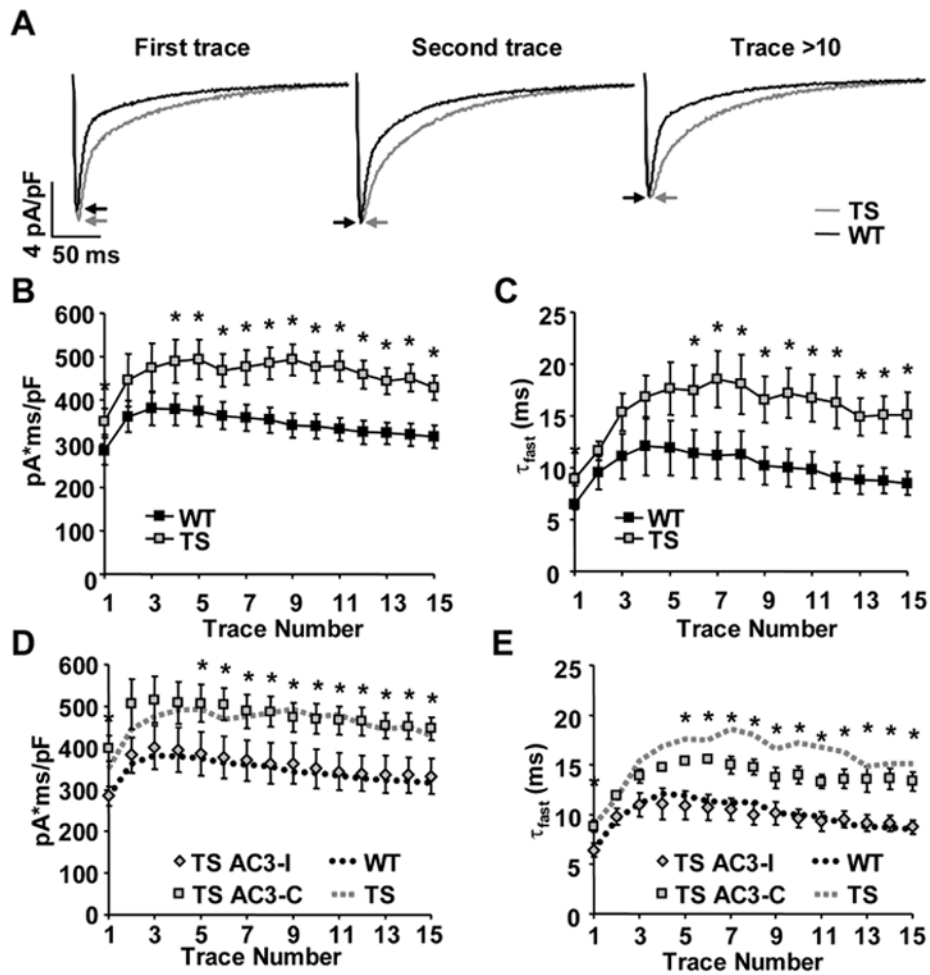 A
First trace Second trace Trace >10
4 pA/pF
50 ms
TS
WT
B
600
500
400
300
200
100
0
pA*ms/pF
* * * * * * * * * * * * *
WT
TS
1 3 5 7 9 11 13 15
Trace Number
C
25
20
15
10
5
0
τfast (ms)
* * * * * * * * * * *
WT
TS
1 3 5 7 9 11 13 15
Trace Number
D
600
500
400
300
200
100
0
pA*ms/pF
* * * * * * * * * * * *
TS AC3-I WT
TS AC3-C TS
1 3 5 7 9 11 13 15
Trace Number
E
25
20
15
10
5
0
τfast (ms)
* * * * * * * * * * * *
TS AC3-I WT
TS AC3-C TS
1 3 5 7 9 11 13 15
Trace Number